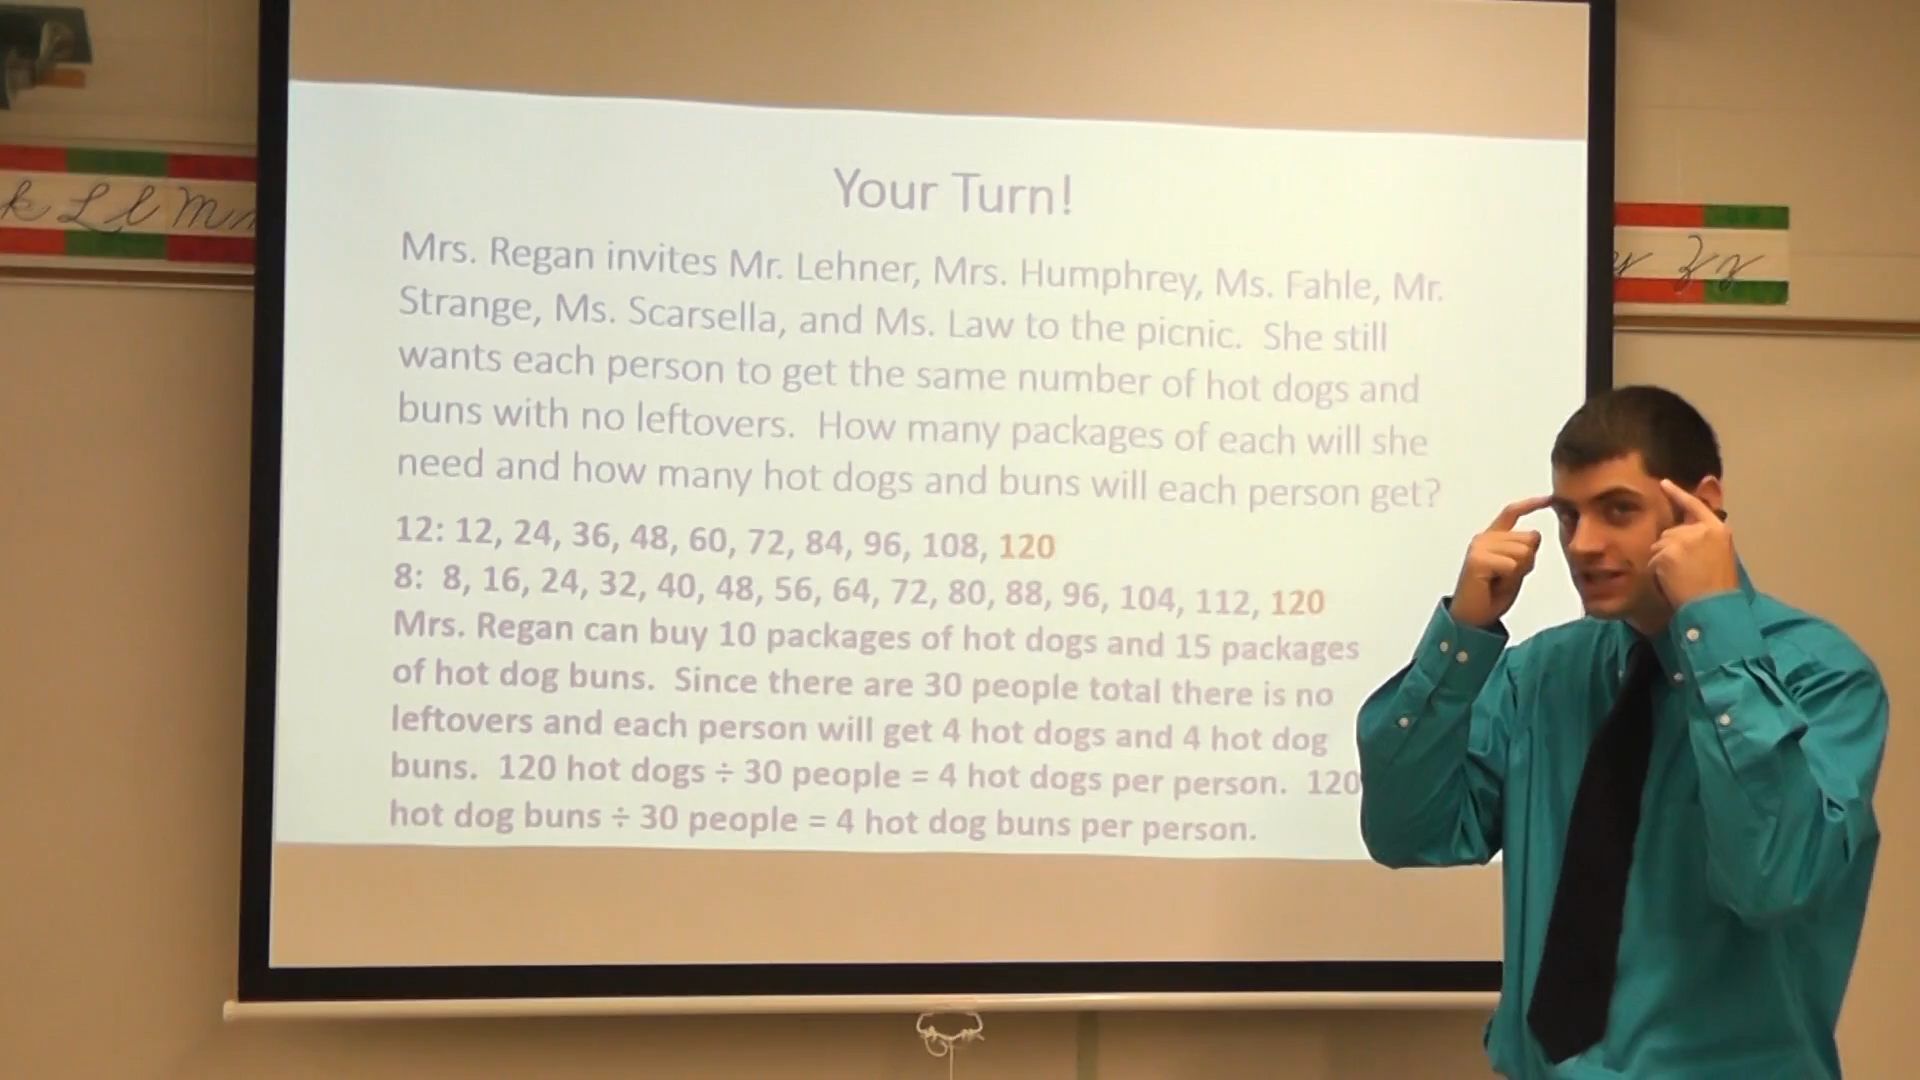 k L l M m
Your Turn!
Mrs. Regan invites Mr. Lehner, Mrs. Humphrey, Ms. Fahle, Mr.
Strange, Ms. Scarsella, and Ms. Law to the picnic. She still
wants each person to get the same number of hot dogs and
buns with no leftovers. How many packages of each will she
need and how many hot dogs and buns will each person get?
12: 12, 24, 36, 48, 60, 72, 84, 96, 108, 120
8: 8, 16, 24, 32, 40, 48, 56, 64, 72, 80, 88, 96, 104, 112, 120
Mrs. Regan can buy 10 packages of hot dogs and 15 packages
of hot dog buns. Since there are 30 people total there is no
leftovers and each person will get 4 hot dogs and 4 hot dog
buns. 120 hot dogs ÷ 30 people = 4 hot dogs per person. 120
hot dog buns ÷ 30 people = 4 hot dog buns per person.
y Z z